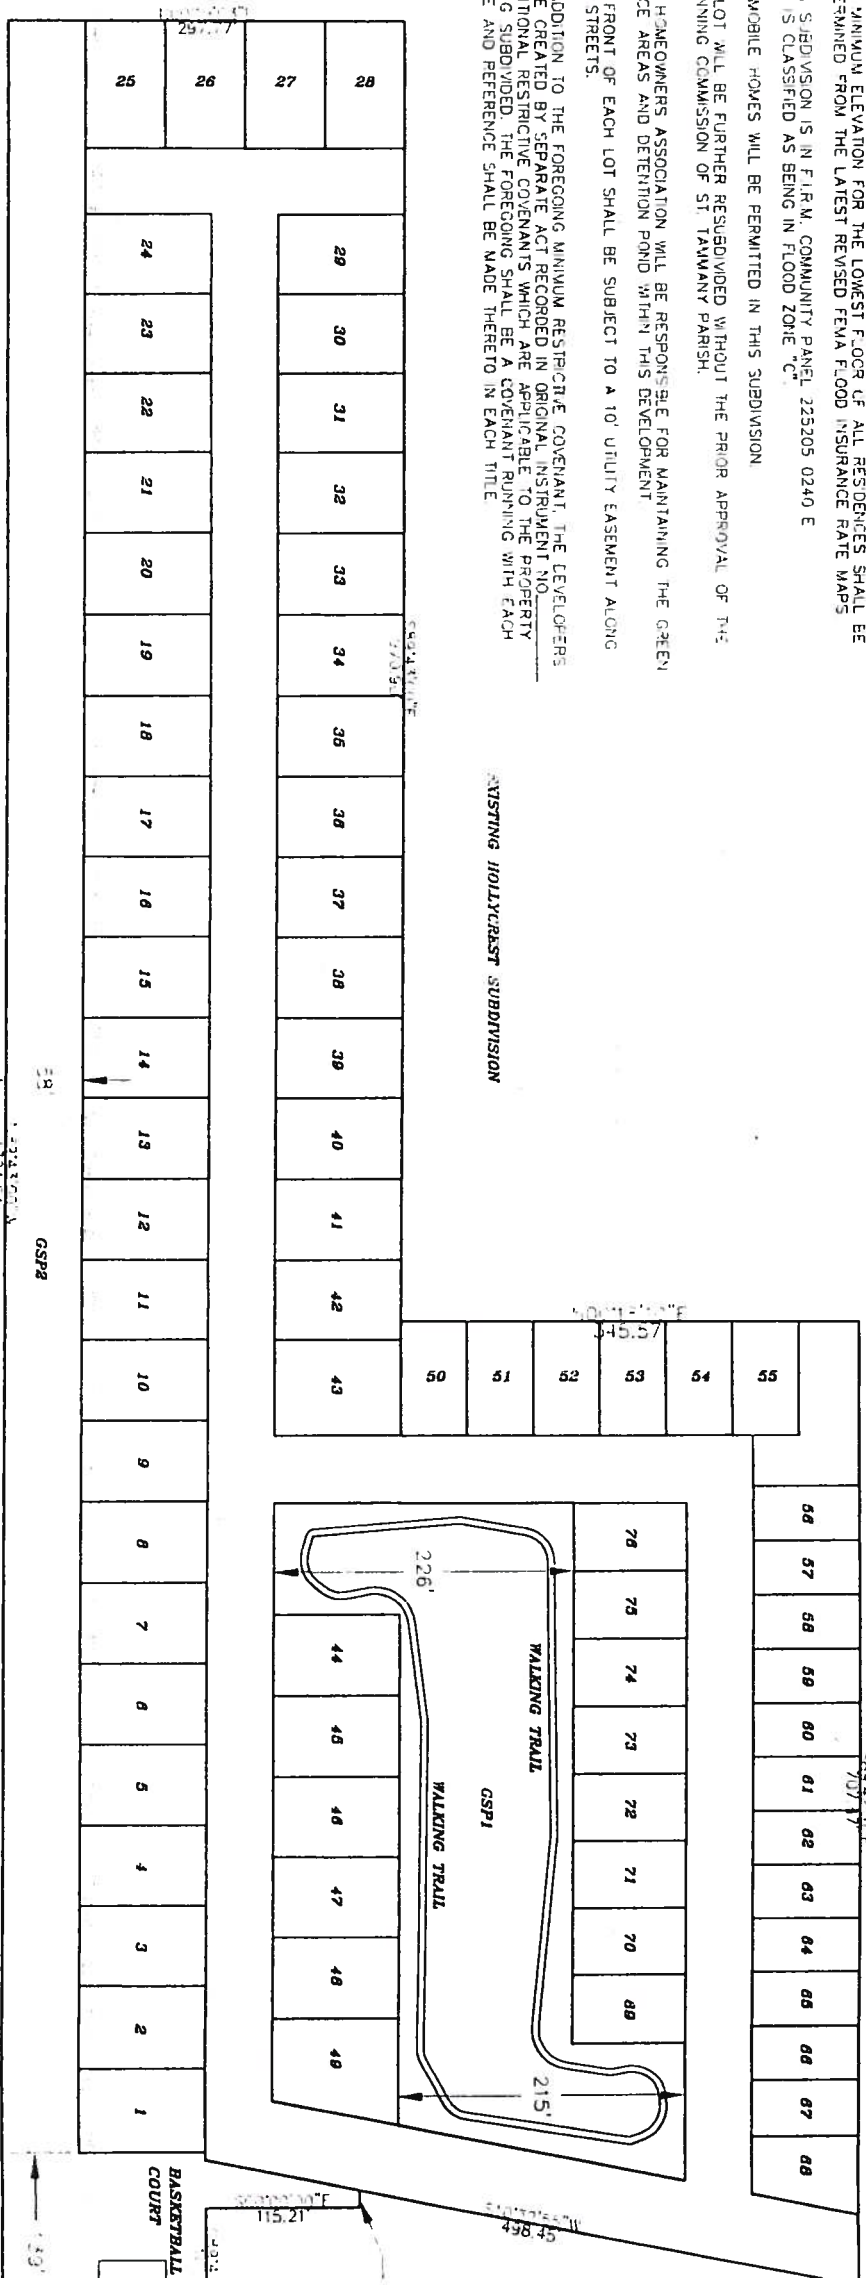 MINIMUM ELEVATION FOR THE LOWEST FLOOR OF ALL RESIDENCES SHALL BE
ERMINED FROM THE LATEST REVISED FEMA FLOOD INSURANCE RATE MAPS
SUBDIVISION IS IN F.I.R.M. COMMUNITY PANEL 225205 0240 E
IS CLASSIFIED AS BEING IN FLOOD ZONE "C"
MOBILE HOMES WILL BE PERMITTED IN THIS SUBDIVISION.
LOT WILL BE FURTHER RESUBDIVIDED WITHOUT THE PRIOR APPROVAL OF THE
NNING COMMISSION OF ST. TAMMANY PARISH.
HOMEOWNERS ASSOCIATION WILL BE RESPONSIBLE FOR MAINTAINING THE GREEN
CE AREAS AND DETENTION POND WITHIN THIS DEVELOPMENT
FRONT OF EACH LOT SHALL BE SUBJECT TO A 10' UTILITY EASEMENT ALONG
STREETS.
ADDITION TO THE FOREGOING MINIMUM RESTRICTIVE COVENANT, THE DEVELOPERS
E CREATED BY SEPARATE ACT RECORDED IN ORIGINAL INSTRUMENT NO.
ITIONAL RESTRICTIVE COVENANTS WHICH ARE APPLICABLE TO THE PROPERTY
G SUBDIVIDED. THE FOREGOING SHALL BE A COVENANT RUNNING WITH EACH
E AND REFERENCE SHALL BE MADE THERETO IN EACH TITLE.
EXISTING HOLLYCREST SUBDIVISION
707.17'
56 57 58 59 60 61 62 63 64 65 66 67 68
345.57
55
54
53
52
51
50
76 75 74 73 72 71 70 69
WALKING TRAIL
GSP1
WALKING TRAIL
226'
215'
44 45 46 47 48 49
498.45'
115.21'
297.77
28
27
26
25
29 30 31 32 33 34 35 36 37 38 39 40 41 42 43
24 23 22 21 20 19 18 17 16 15 14 13 12 11 10 9 8 7 6 5 4 3 2 1
BASKETBALL
COURT
GSP2